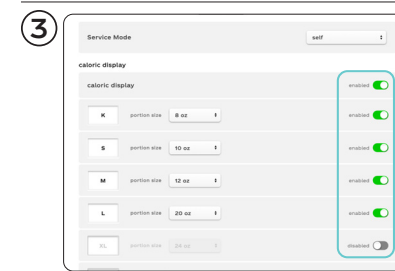 3
Service Mode self
caloric display
caloric display enabled
K portion size 8 oz enabled
S portion size 10 oz enabled
M portion size 12 oz enabled
L portion size 20 oz enabled
XL portion size 24 oz disabled